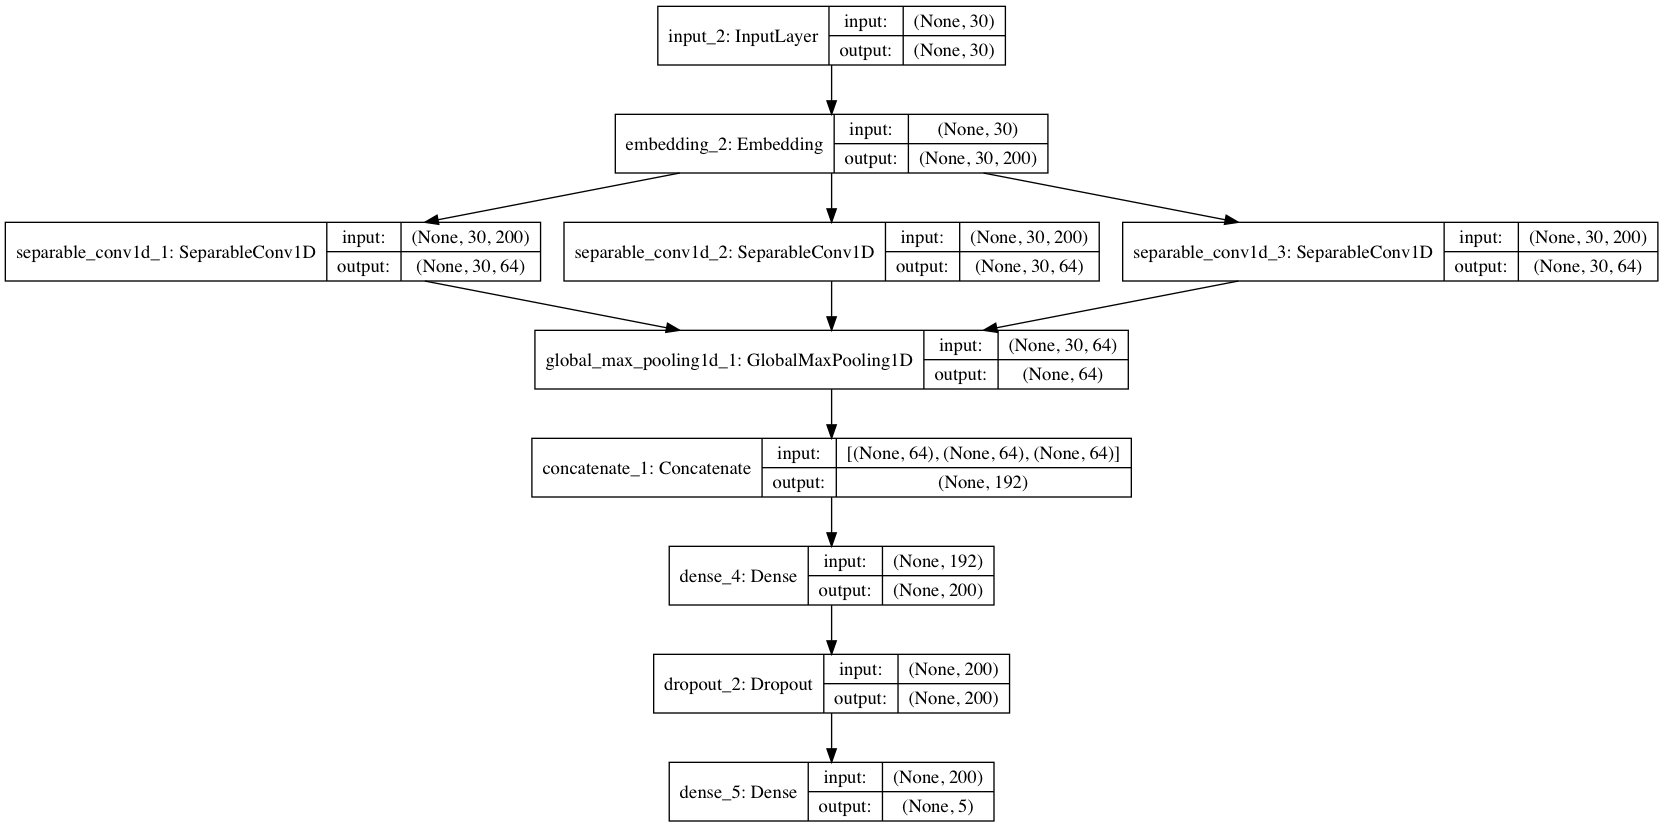 input_2: InputLayer
input: (None, 30)
output: (None, 30)
embedding_2: Embedding
input: (None, 30)
output: (None, 30, 200)
separable_conv1d_1: SeparableConv1D
input: (None, 30, 200)
output: (None, 30, 64)
separable_conv1d_2: SeparableConv1D
input: (None, 30, 200)
output: (None, 30, 64)
separable_conv1d_3: SeparableConv1D
input: (None, 30, 200)
output: (None, 30, 64)
global_max_pooling1d_1: GlobalMaxPooling1D
input: (None, 30, 64)
output: (None, 64)
concatenate_1: Concatenate
input: [(None, 64), (None, 64), (None, 64)]
output: (None, 192)
dense_4: Dense
input: (None, 192)
output: (None, 200)
dropout_2: Dropout
input: (None, 200)
output: (None, 200)
dense_5: Dense
input: (None, 200)
output: (None, 5)